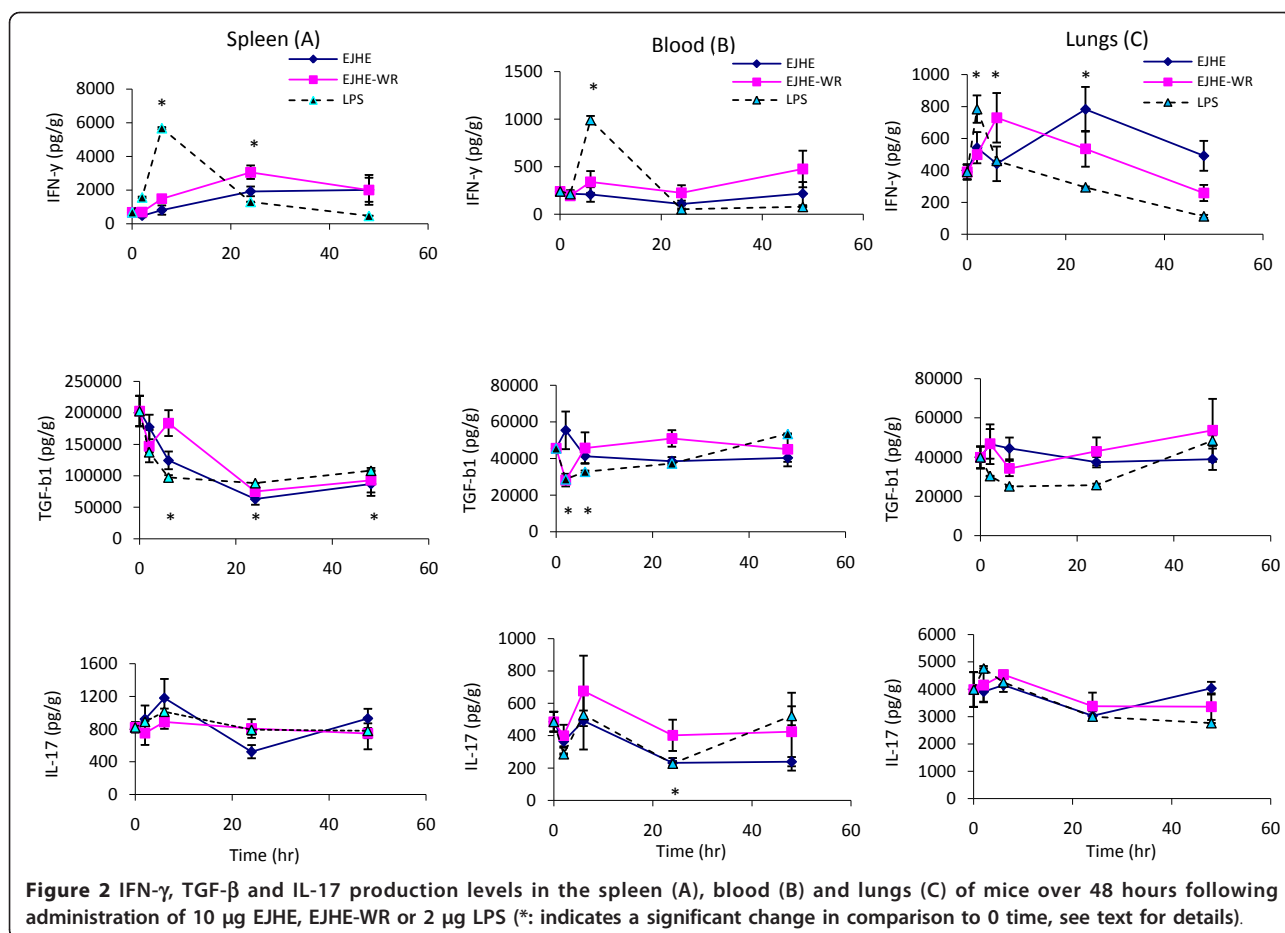 Spleen (A)
EJHE
EJHE-WR
LPS
8000
6000
4000
2000
0
IFN-γ (pg/g)
*
*
0 20 40 60
Blood (B)
EJHE
EJHE-WR
LPS
1500
1000
500
0
IFN-γ (pg/g)
*
0 20 40 60
Lungs (C)
EJHE
EJHE-WR
LPS
1000
800
600
400
200
0
IFN-γ (pg/g)
* * *
0 20 40 60
250000
200000
150000
100000
50000
0
TGF-b1 (pg/g)
* * *
0 20 40 60
80000
60000
40000
20000
0
TGF-b1 (pg/g)
* *
0 20 40 60
80000
60000
40000
20000
0
TGF-b1 (pg/g)
0 20 40 60
1600
1200
800
400
0
IL-17 (pg/g)
0 20 40 60
Time (hr)
1000
800
600
400
200
0
IL-17 (pg/g)
*
0 20 40 60
Time (hr)
6000
5000
4000
3000
2000
1000
0
IL-17 (pg/g)
0 20 40 60
Time (hr)
Figure 2 IFN-γ, TGF-β and IL-17 production levels in the spleen (A), blood (B) and lungs (C) of mice over 48 hours following
administration of 10 μg EJHE, EJHE-WR or 2 μg LPS (*: indicates a significant change in comparison to 0 time, see text for details).